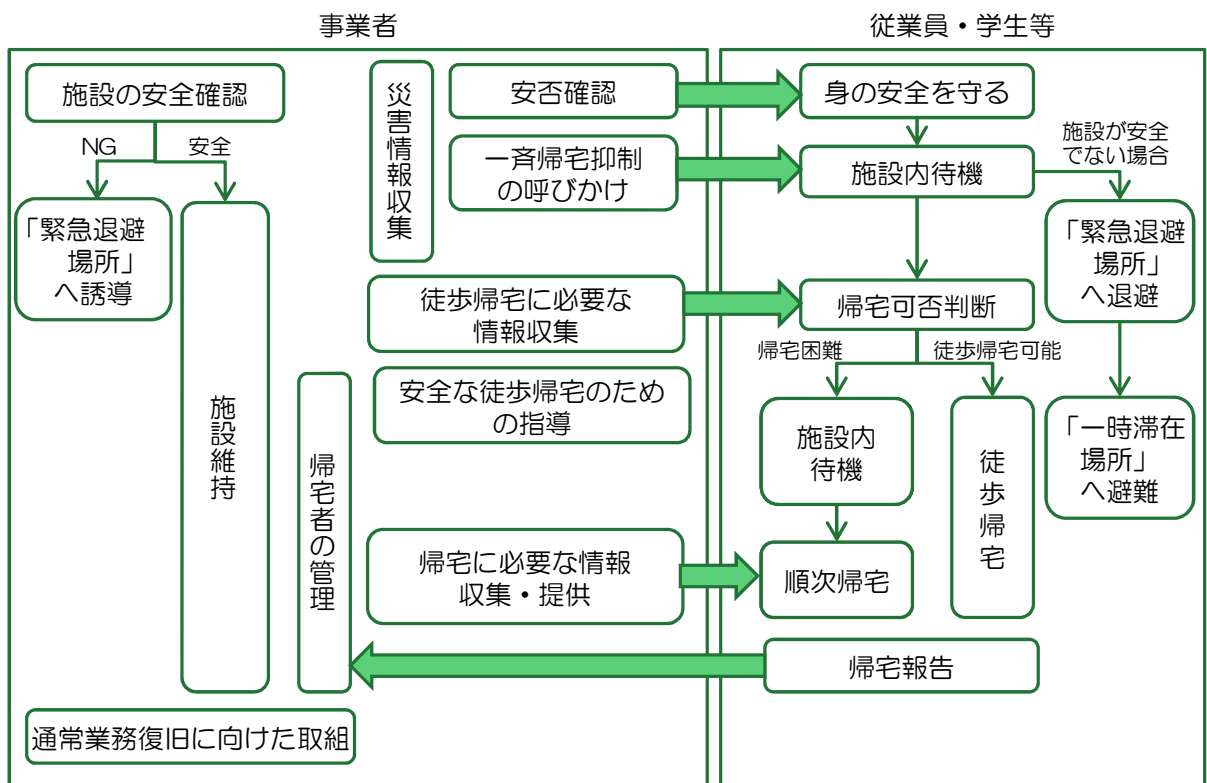 事業者
施設の安全確認
NG
安全
「緊急退避
場所」
へ誘導
施設維持
災害情報収集
安否確認
一斉帰宅抑制
の呼びかけ
徒歩帰宅に必要な
情報収集
安全な徒歩帰宅のため
の指導
帰宅者の管理
帰宅に必要な情報
収集・提供
通常業務復旧に向けた取組
従業員・学生等
身の安全を守る
施設が安全
でない場合
施設内待機
「緊急退避
場所」
へ退避
帰宅可否判断
帰宅困難
徒歩帰宅可能
施設内
待機
徒歩帰宅
「一時滞在
場所」
へ避難
順次帰宅
帰宅報告